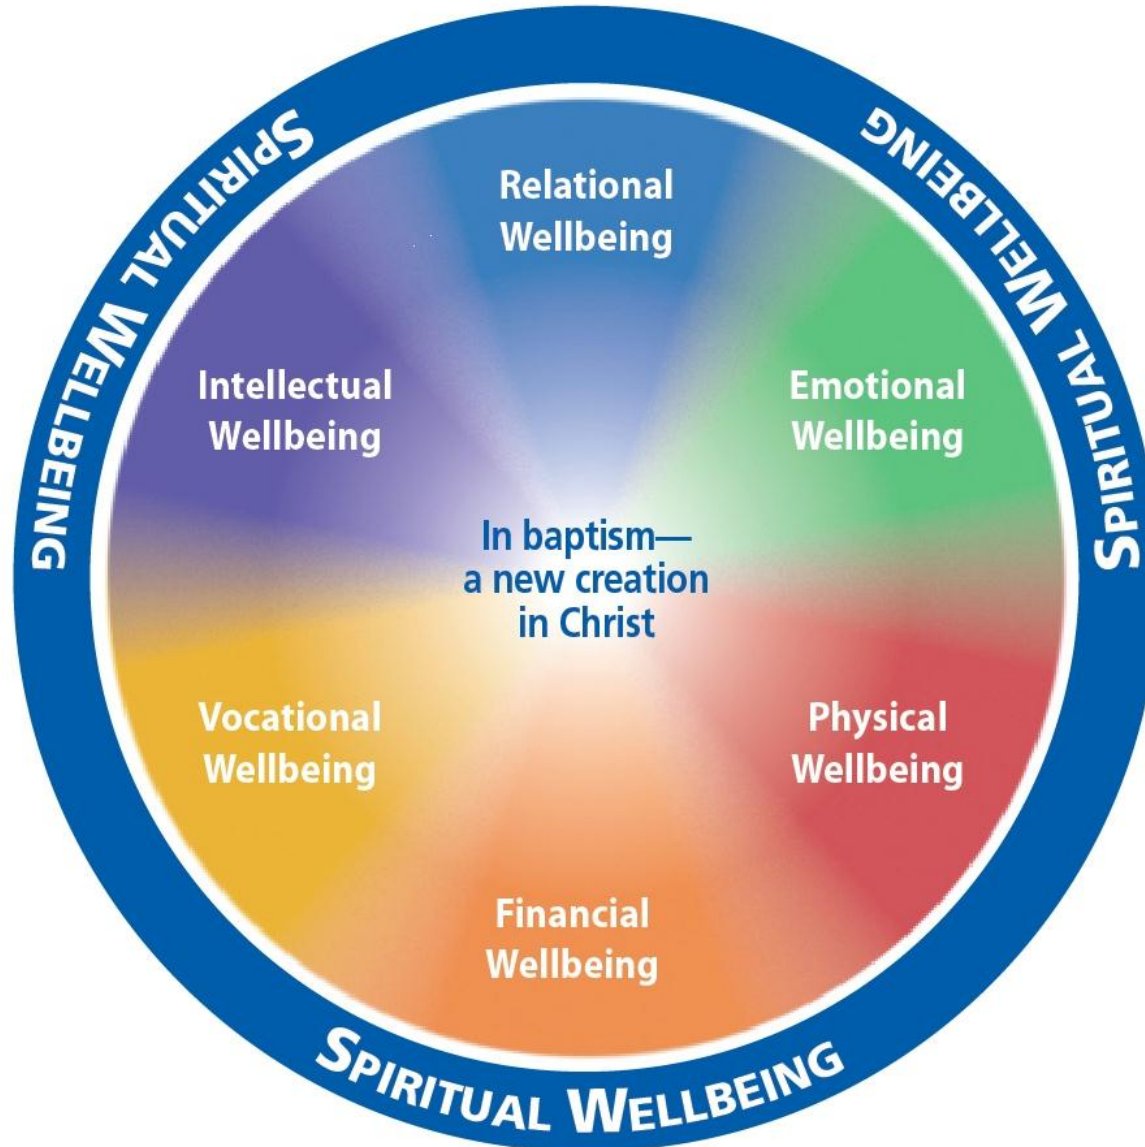 SPIRITUAL WELLBEING
SPIRITUAL WELLBEING
Relational
Wellbeing
Intellectual
Wellbeing
Emotional
Wellbeing
In baptism—
a new creation
in Christ
Vocational
Wellbeing
Physical
Wellbeing
Financial
Wellbeing
SPIRITUAL WELLBEING